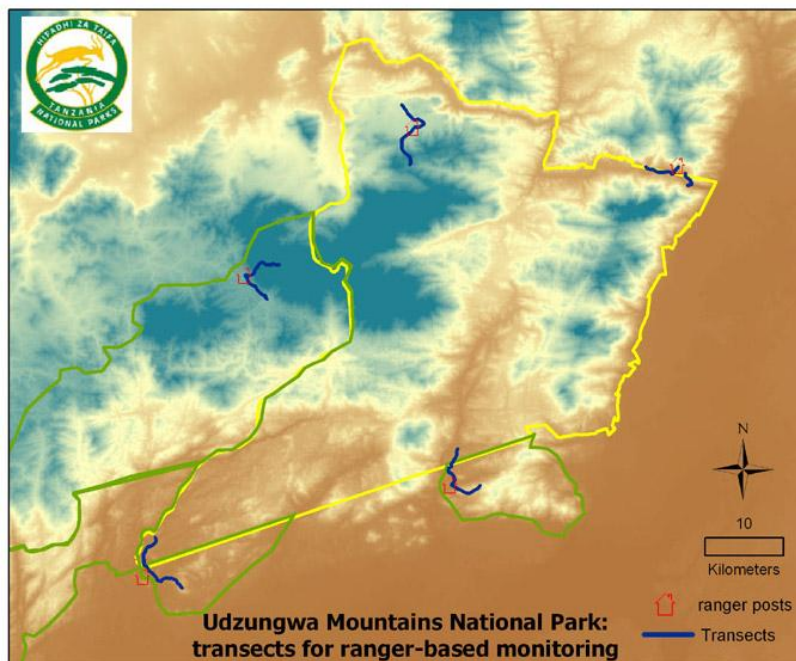 HIFADHI ZA TAIFA
TANZANIA
NATIONAL PARKS
N
10
Kilometers
ranger posts
Transects
Udzungwa Mountains National Park:
transects for ranger-based monitoring